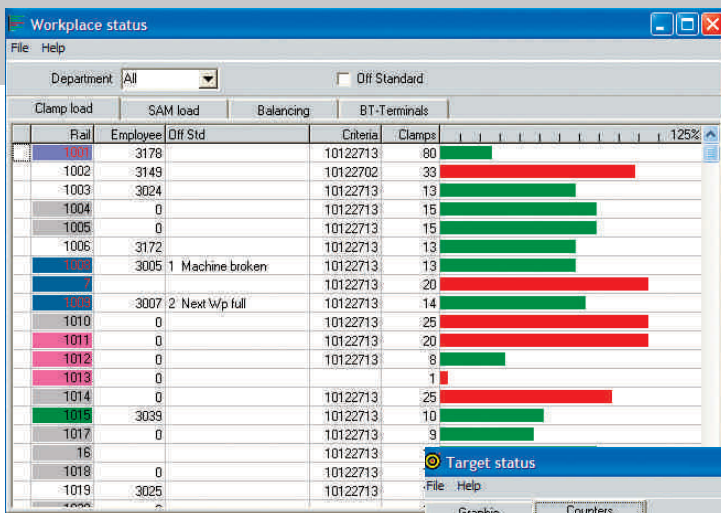 Workplace status
File Help
Department All Off Standard
Clamp load SAM load Balancing BT-Terminals
Rail Employee Off Std Criteria Clamps 125%
1001 3178 10122713 80
1002 3149 10122702 33
1003 3024 10122713 13
1004 0 10122713 15
1005 0 10122713 15
1006 3172 10122713 13
1008 3005 1 Machine broken 10122713 13
7 10122713 20
1009 3007 2 Next Wp full 10122713 14
1010 0 10122713 25
1011 0 10122713 20
1012 0 10122713 8
1013 0 1
1014 0 10122713 25
1015 3039 10122713 10
1017 0 10122713 9
16 10122713
1018 0 10122713
1019 3025 10122713
Target status
File Help
Graphic Counters